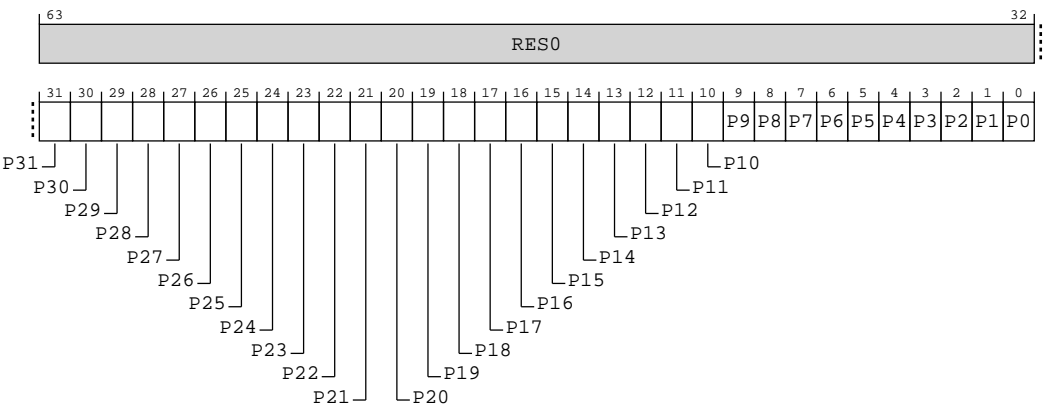 63 32
RES0
31 30 29 28 27 26 25 24 23 22 21 20 19 18 17 16 15 14 13 12 11 10 9 8 7 6 5 4 3 2 1 0
P9 P8 P7 P6 P5 P4 P3 P2 P1 P0
P31 P10
P30 P11
P29 P12
P28 P13
P27 P14
P26 P15
P25 P16
P24 P17
P23 P18
P22 P19
P21 P20